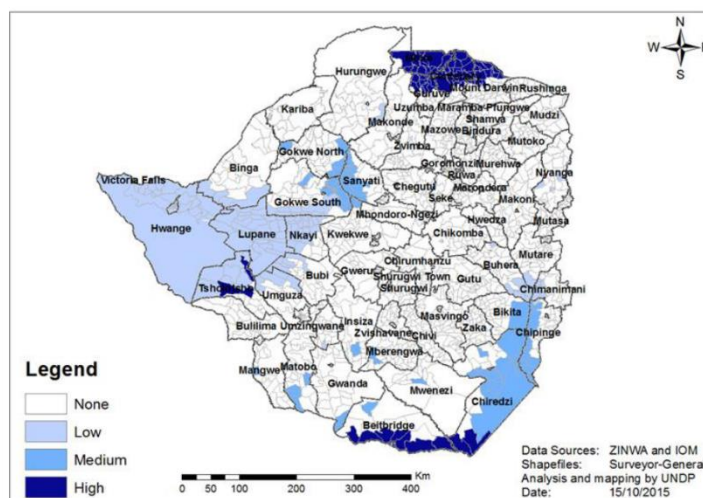 N
W E
S
Hurungwe
Mount Darwin
Rushinga
Guruve
Kariba
Uzumba Maramba-Pfungwe
Makonde
Shamva
Mudzi
Mazowe
Bindura
Gokwe North
Zvimba
Mutoko
Binga
Goromonzi
Murehwa
Nyanga
Victoria Falls
Sanyati
Chegutu
Ruwa
Marondera
Seke
Makoni
Gokwe South
Mhondoro-Ngezi
Hwedza
Mutasa
Hwange
Lupane
Nkayi
Kwekwe
Chikomba
Chirumhanzu
Buhera
Mutare
Bubi
Gweru
Shurugwi Town
Gutu
Chimanimani
Tsholotsho
Umguza
Shurugwi
Bikita
Bulilima
Umzingwane
Insiza
Masvingo
Chipinge
Zvishavane
Chivi
Zaka
Mberengwa
Mangwe
Matobo
Gwanda
Mwenezi
Chiredzi
Beitbridge
Legend
None
Low
Medium
High
Km
0 50 100 200 300 400
Data Sources: ZINWA and IOM
Shapefiles: Surveyor-General
Analysis and mapping by UNDP
Date: 15/10/2015